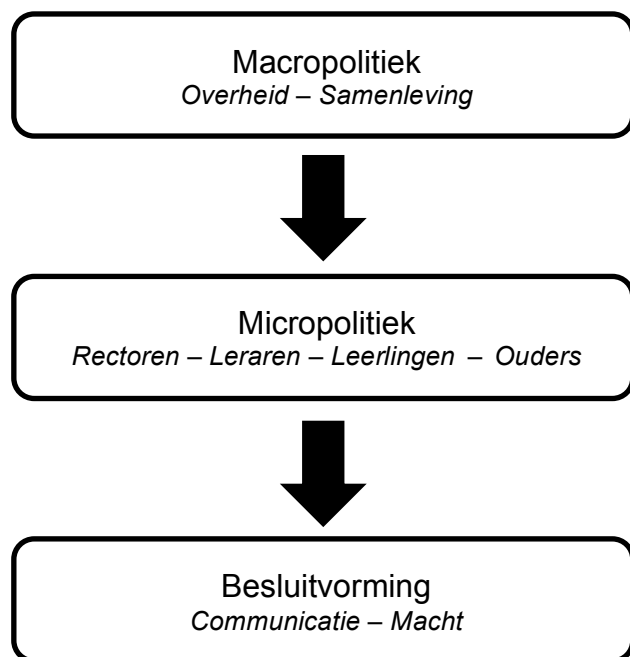 Macropolitiek
Overheid – Samenleving
Micropolitiek
Rectoren – Leraren – Leerlingen – Ouders
Besluitvorming
Communicatie – Macht